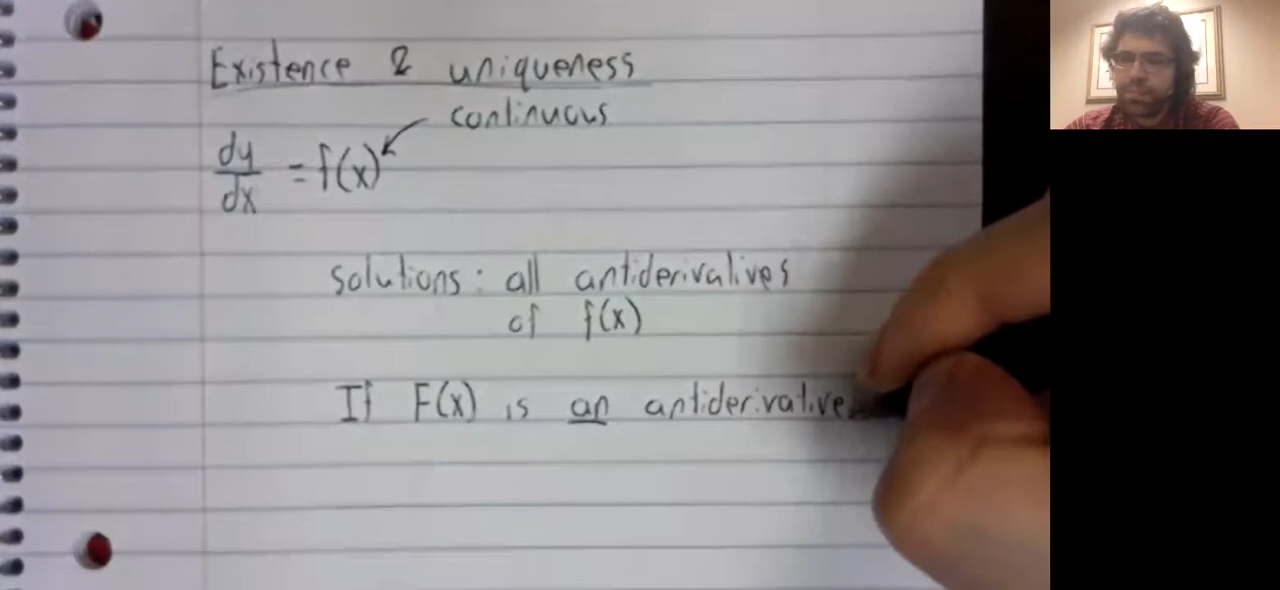 Existence & uniqueness
continuous
dy/dx = f(x)
solutions: all antiderivatives
of f(x)
If F(x) is an antiderivative